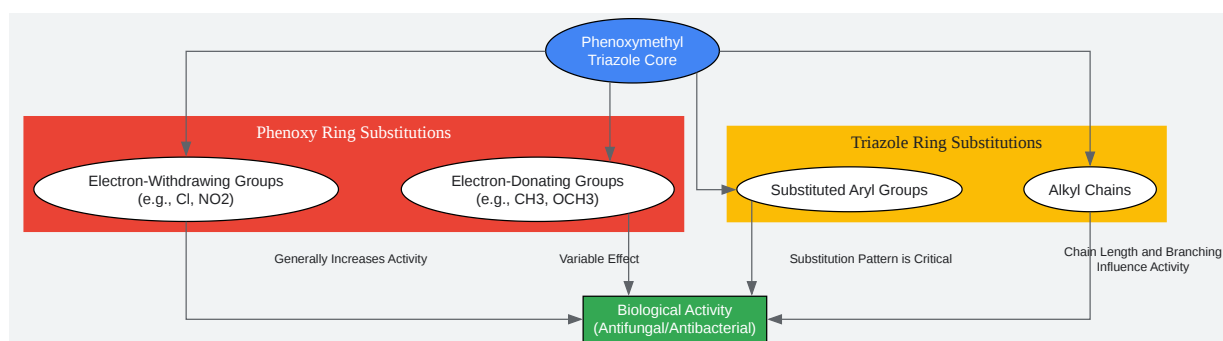 Phenoxymethyl
Triazole Core
Phenoxy Ring Substitutions
Triazole Ring Substitutions
Electron-Withdrawing Groups
(e.g., Cl, NO2)
Electron-Donating Groups
(e.g., CH3, OCH3)
Substituted Aryl Groups
Alkyl Chains
Generally Increases Activity
Variable Effect
Substitution Pattern is Critical
Chain Length and Branching
Influence Activity
Biological Activity
(Antifungal/Antibacterial)